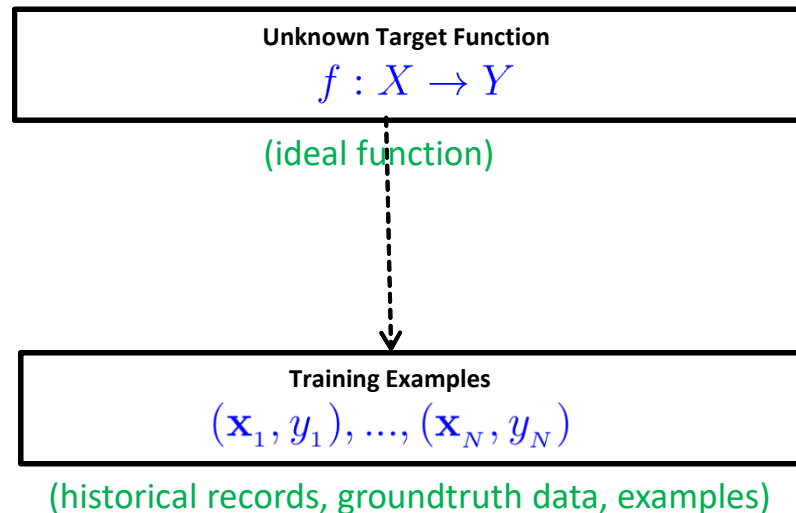 Unknown Target Function
f : X → Y
(ideal function)
Training Examples
(x₁, y₁), ..., (x_N, y_N)
(historical records, groundtruth data, examples)